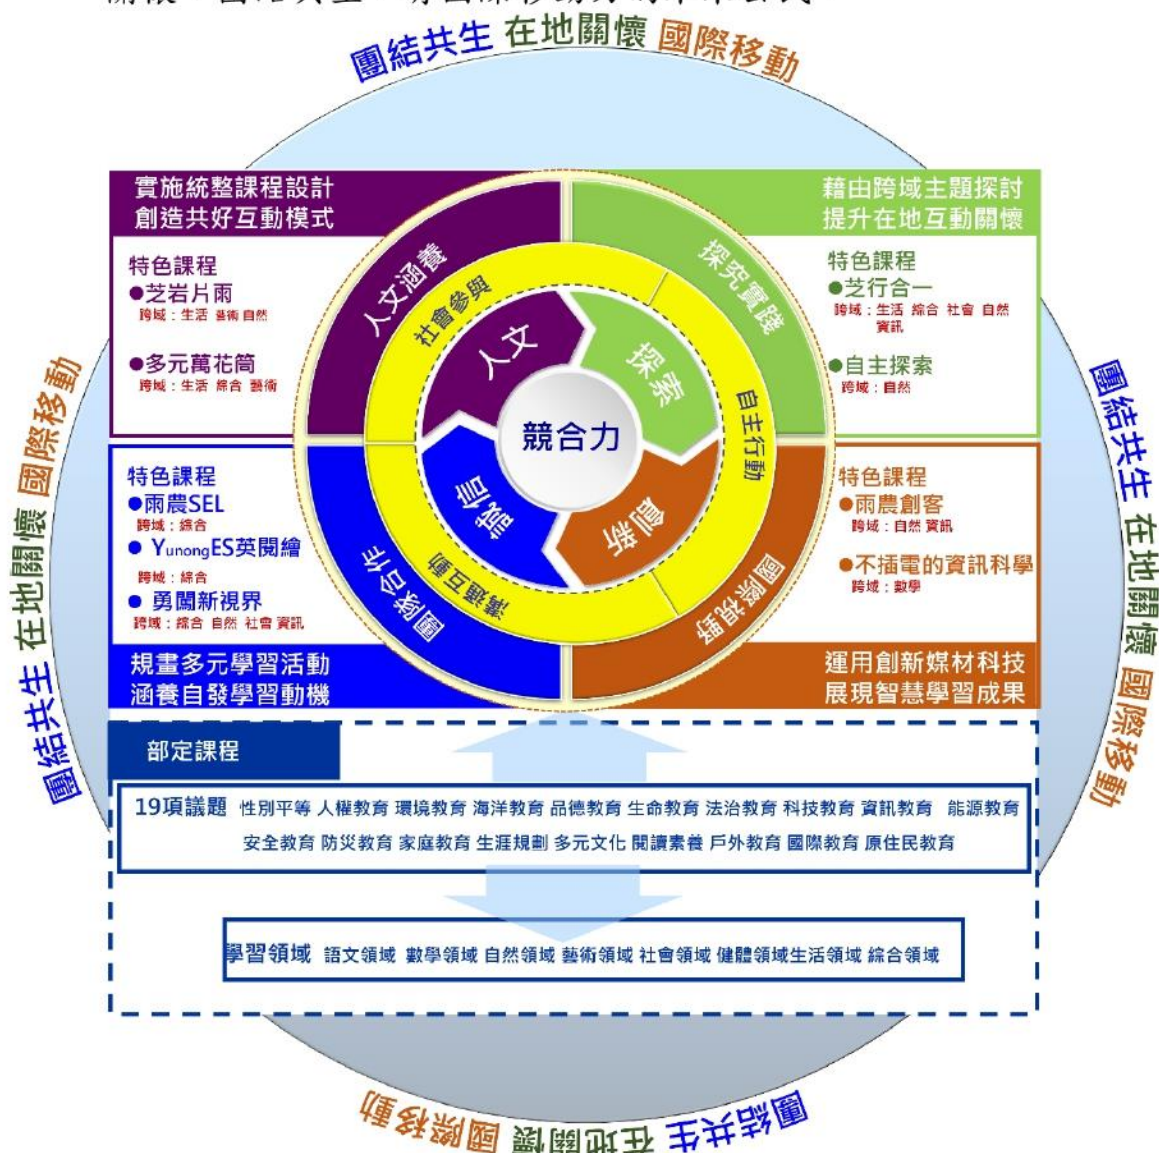 團結共生 在地關懷 國際移動
實施統整課程設計
創造共好互動模式
特色課程
●芝岩片雨
跨域：生活 藝術 自然
●多元萬花筒
跨域：生活 綜合 藝術
藉由跨域主題探討
提升在地互動關懷
特色課程
●芝行合一
跨域：生活 綜合 社會 自然
資訊
●自主探索
跨域：自然
人文涵養
探究實踐
社會參與
自主行動
人文
探索
競合力
誠信
創新
溝通互動
團隊合作
國際視野
特色課程
●雨農SEL
跨域：綜合
● YunongES英閱繪
跨域：綜合
● 勇闖新視界
跨域：綜合 自然 社會 資訊
規畫多元學習活動
涵養自發學習動機
特色課程
●雨農創客
跨域：自然 資訊
●不插電的資訊科學
跨域：數學
運用創新媒材科技
展現智慧學習成果
團結共生 在地關懷 國際移動
團結共生 在地關懷 國際移動
部定課程
19項議題 性別平等 人權教育 環境教育 海洋教育 品德教育 生命教育 法治教育 科技教育 資訊教育 能源教育
安全教育 防災教育 家庭教育 生涯規劃 多元文化 閱讀素養 戶外教育 國際教育 原住民教育
學習領域 語文領域 數學領域 自然領域 藝術領域 社會領域 健體領域生活領域 綜合領域
團結共生 在地關懷 國際移動